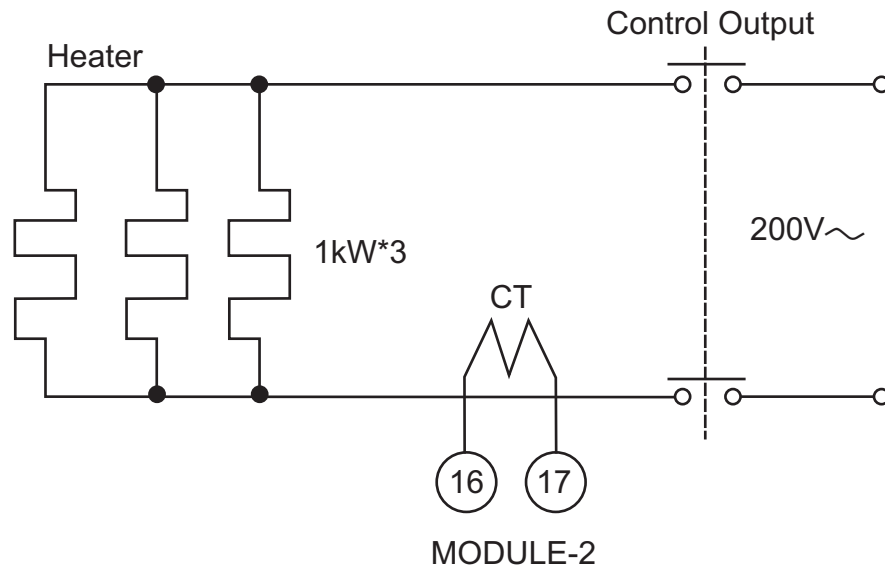 Control Output
Heater
200V～
1kW*3
CT
16 17
MODULE-2